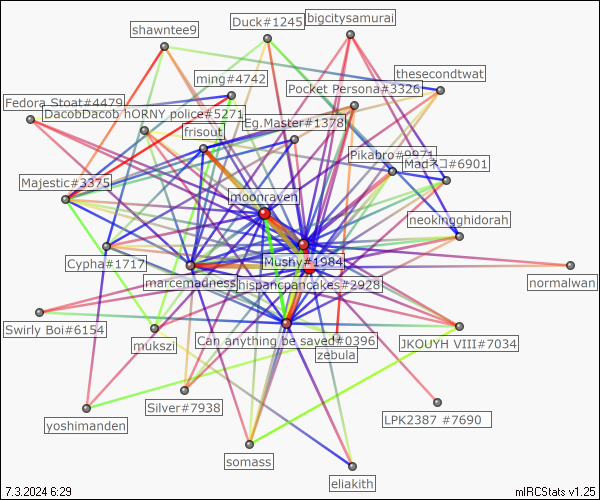 shawntee9
Duck#1245
bigcitysamurai
thesecondtwat
ming#4742
Pocket Persona#3326
Fedora Stoat#4479
DacobDacob hORNY police#5271
Eg.Master#1378
frisout
Pikabro#9971
Madネコ#6901
Majestic#3375
moonraven
neokingghidorah
Cypha#1717
Mushy#1984
marcemadness
hispancpancakes#2928
normalwan
Swirly Boi#6154
mukszi
Can anything be saved#0396
zebula
JKOUYH VIII#7034
Silver#7938
LPK2387 #7690
yoshimanden
somass
eliakith
7.3.2024 6:29
mIRCStats v1.25